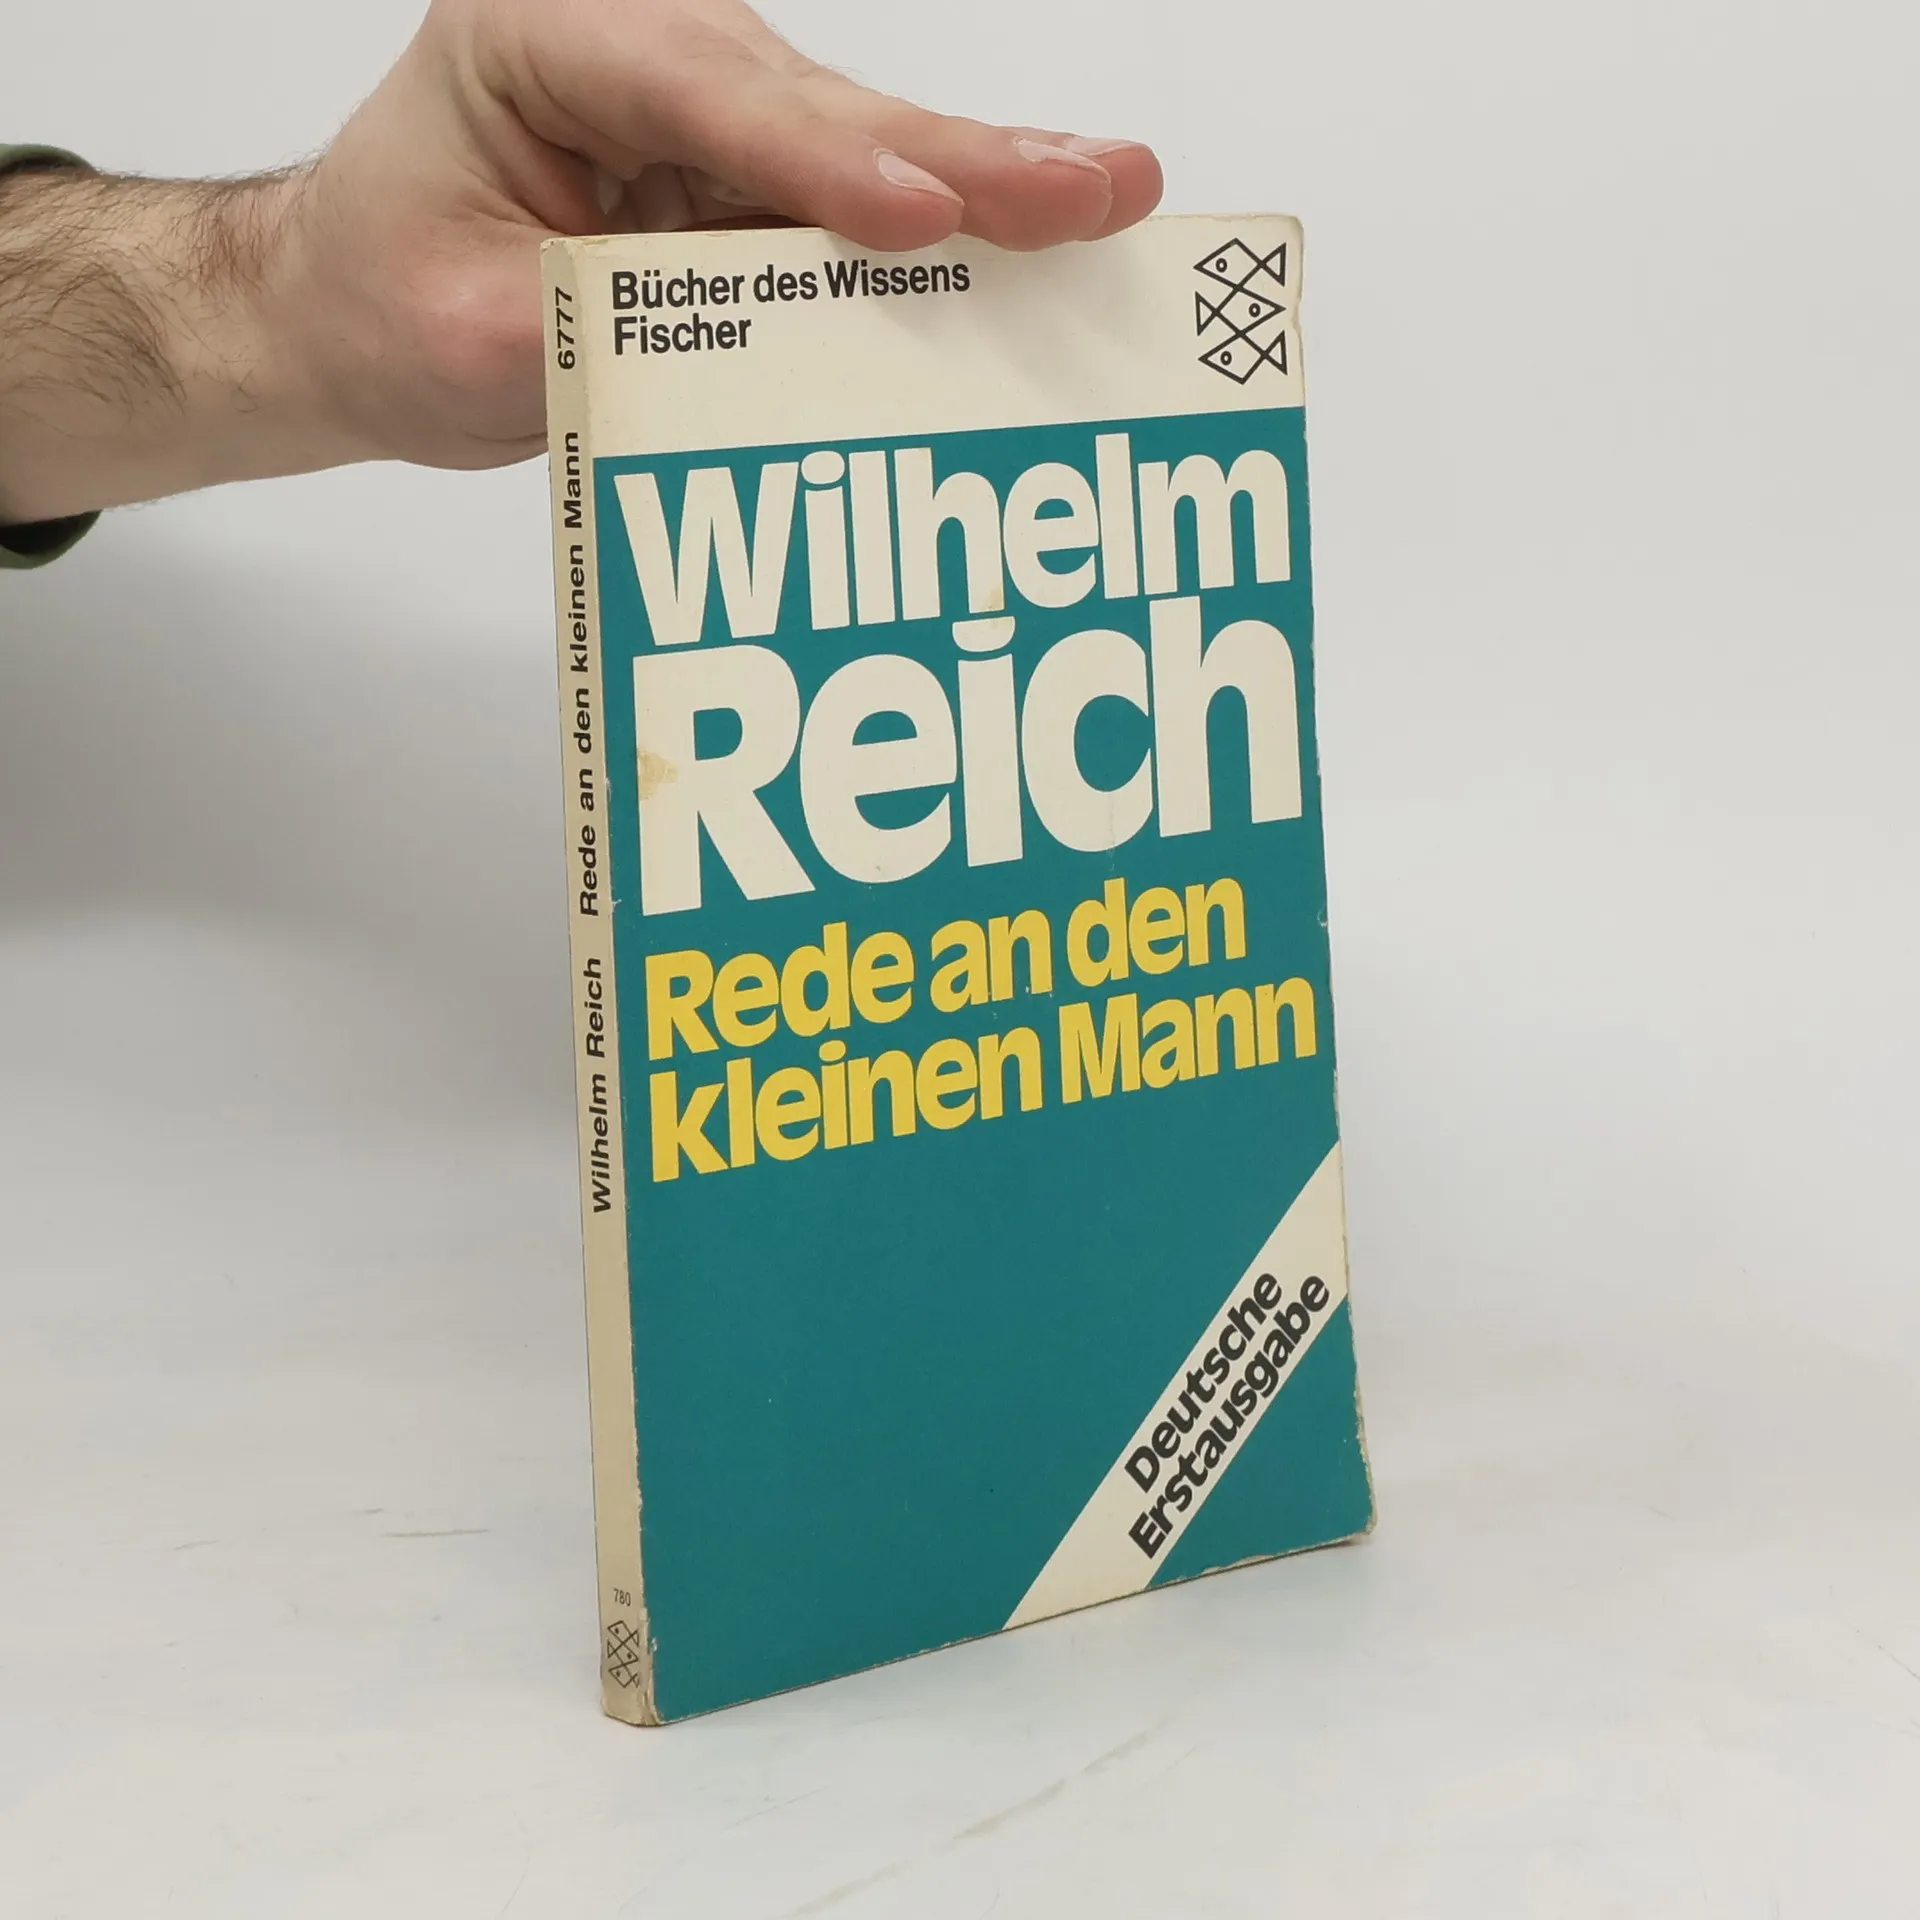 Bücher des Wissens
Fischer
Wilhelm
Reich
Rede an den
kleinen Mann
Deutsche
Erstausgabe
Wilhelm Reich Rede an den kleinen Mann 6777
780